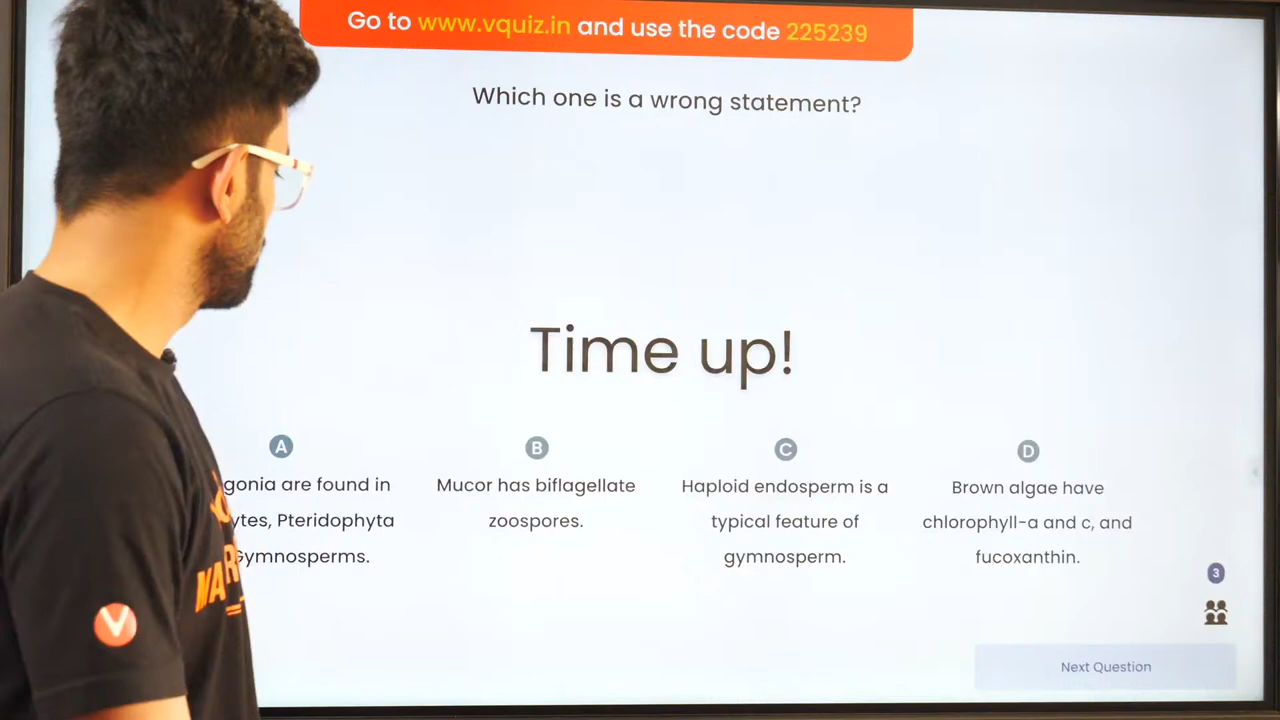 Go to www.vquiz.in and use the code 225239
Which one is a wrong statement?
Time up!
A
are found in
Pteridophyta
Gymnosperms.
B
Mucor has biflagellate
zoospores.
C
Haploid endosperm is a
typical feature of
gymnosperm.
D
Brown algae have
chlorophyll-a and c, and
fucoxanthin.
3
Next Question
V